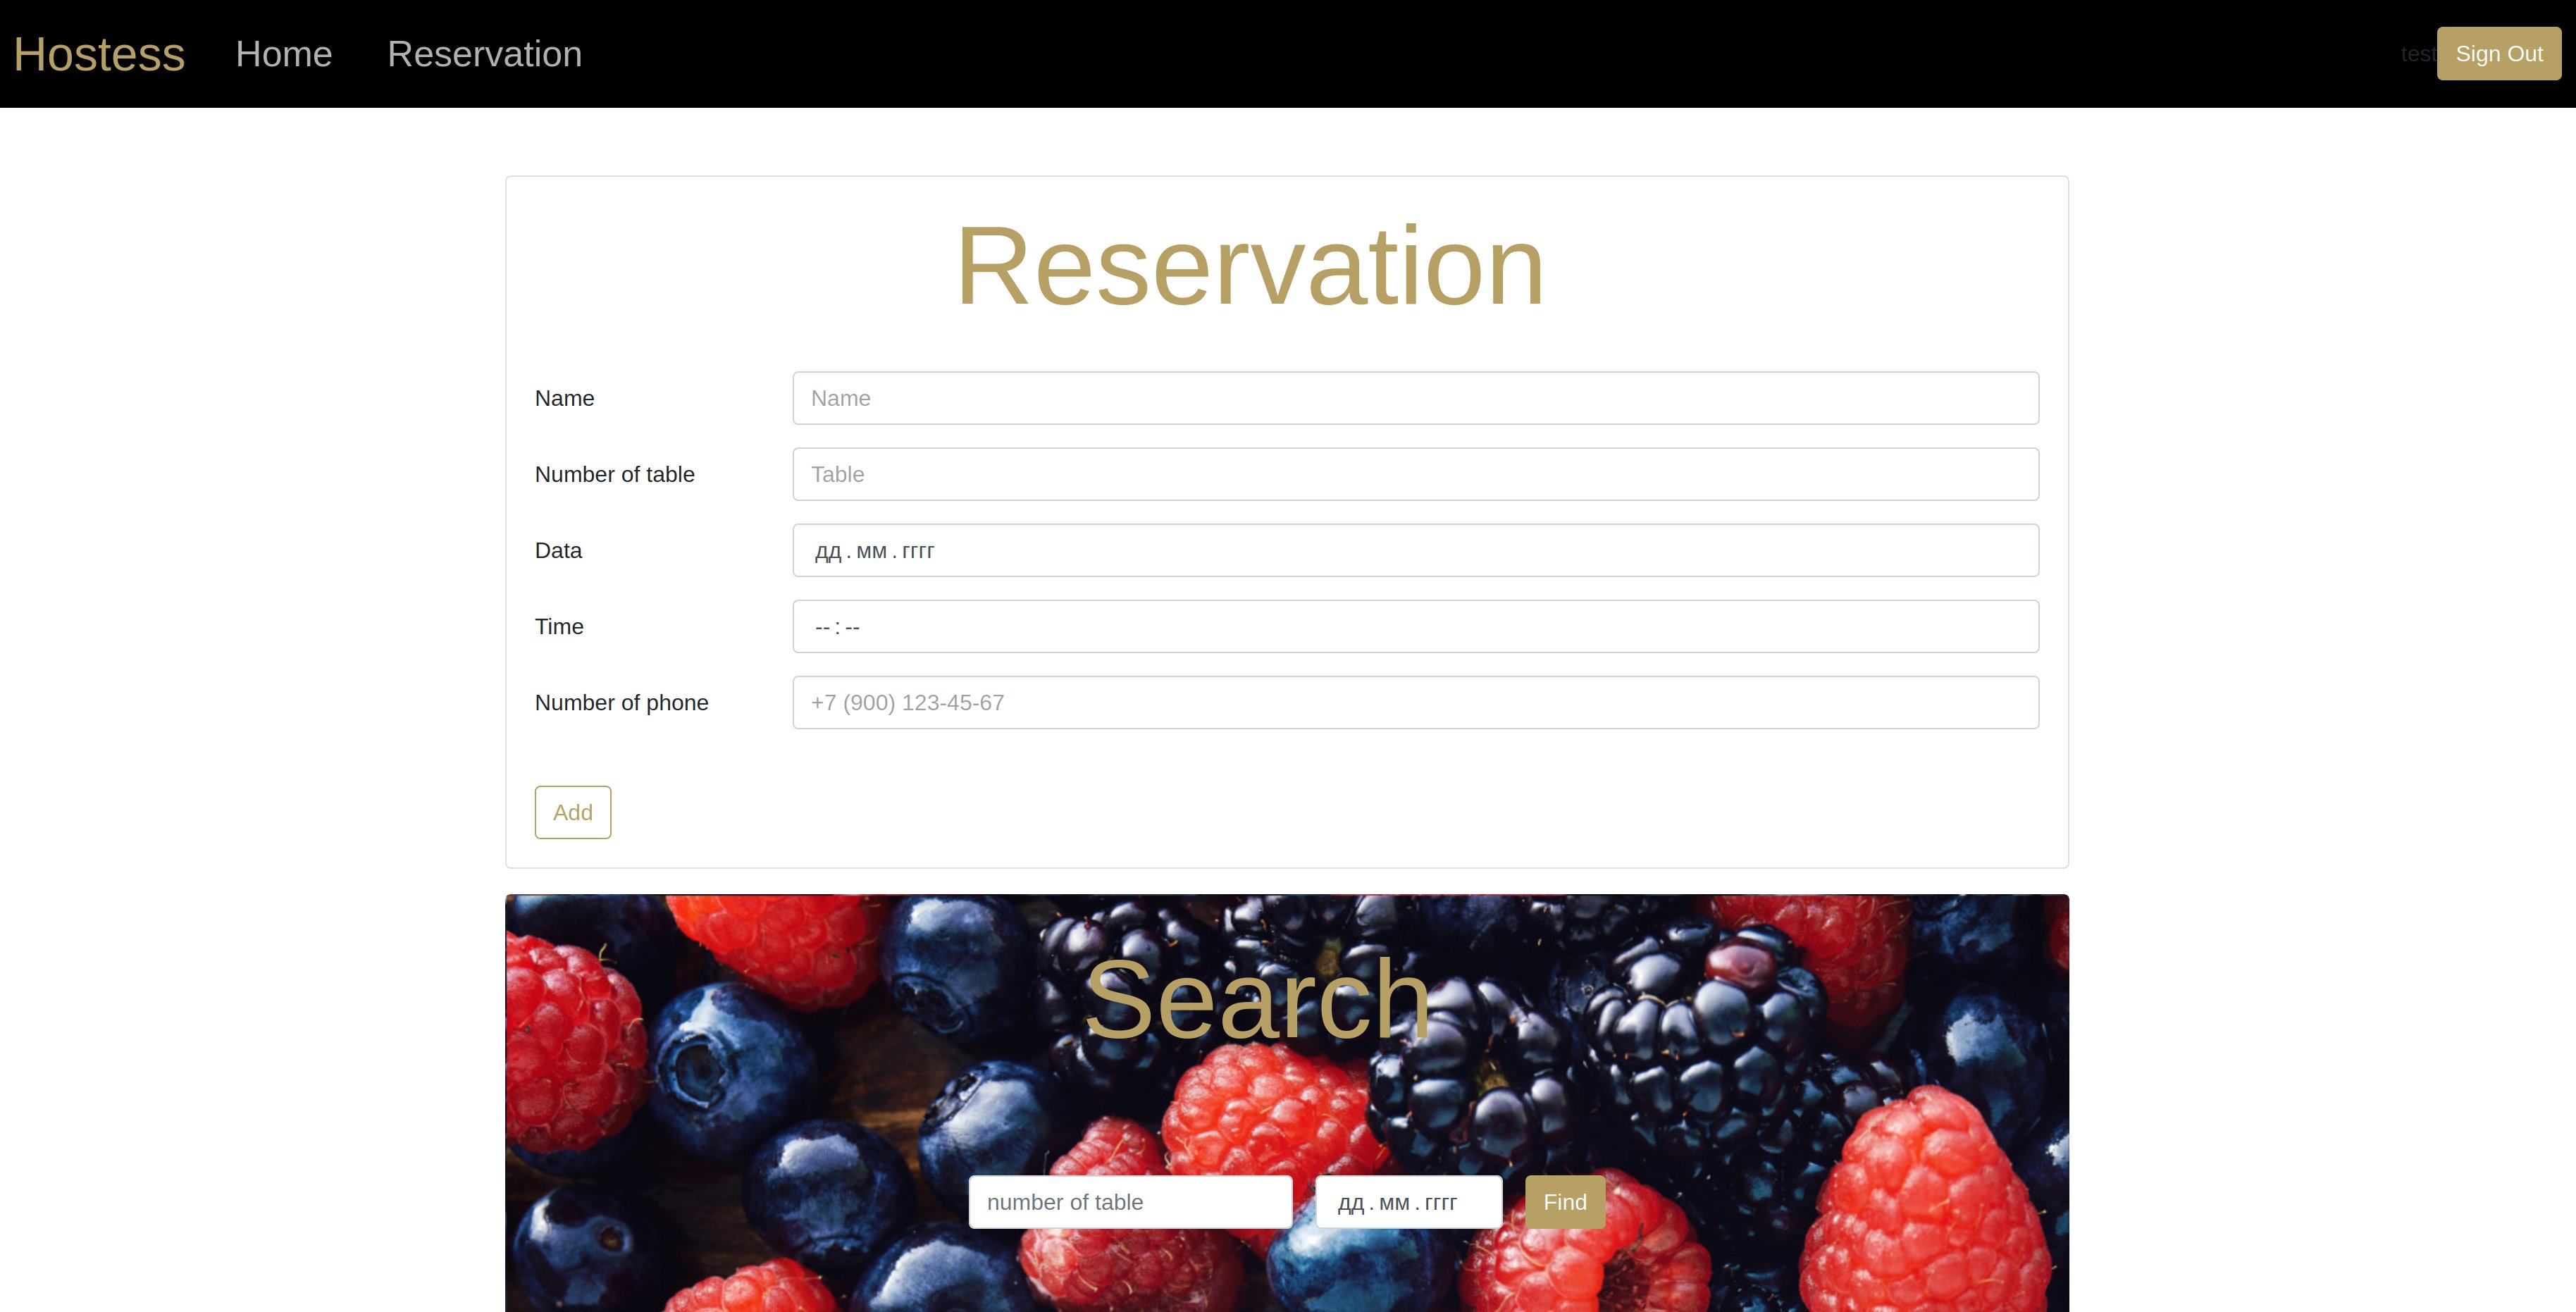 Hostess Home Reservation test Sign Out
Reservation
Name Name
Number of table Table
Data дд.мм.гггг
Time --:--
Number of phone +7 (900) 123-45-67
Add
Search
number of table дд.мм.гггг Find